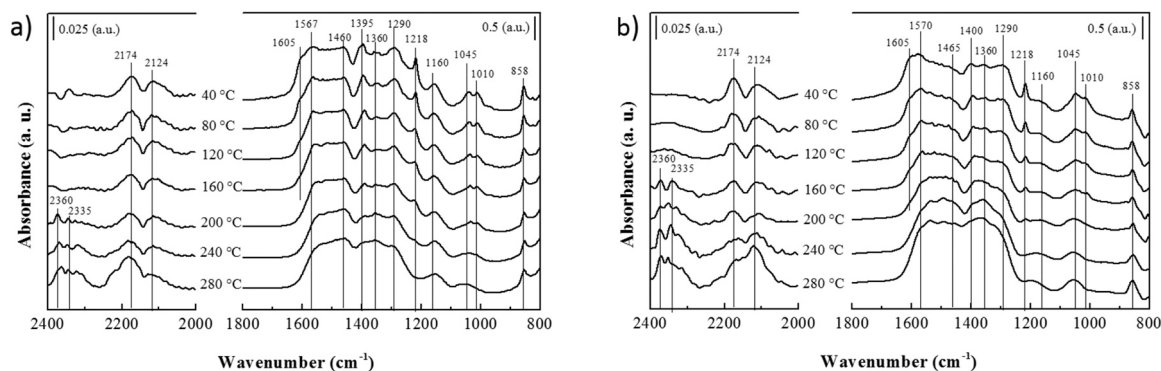 a)
0.025 (a.u.)
0.5 (a.u.)
1567 1395 1290
1605 1460 1360 1218
1160 1045
1010
858
2174
2124
40 °C
80 °C
120 °C
160 °C
2360
2335
200 °C
240 °C
280 °C
Absorbance (a. u.)
2400 2200 2000 1800 1600 1400 1200 1000 800
Wavenumber (cm⁻¹)
b)
0.025 (a.u.)
0.5 (a.u.)
1570 1400 1290
1605 1465 1360 1218 1045
1160 1010
858
2174
2124
40 °C
80 °C
120 °C
2360
2335
160 °C
200 °C
240 °C
280 °C
Absorbance (a. u.)
2400 2200 2000 1800 1600 1400 1200 1000 800
Wavenumber (cm⁻¹)